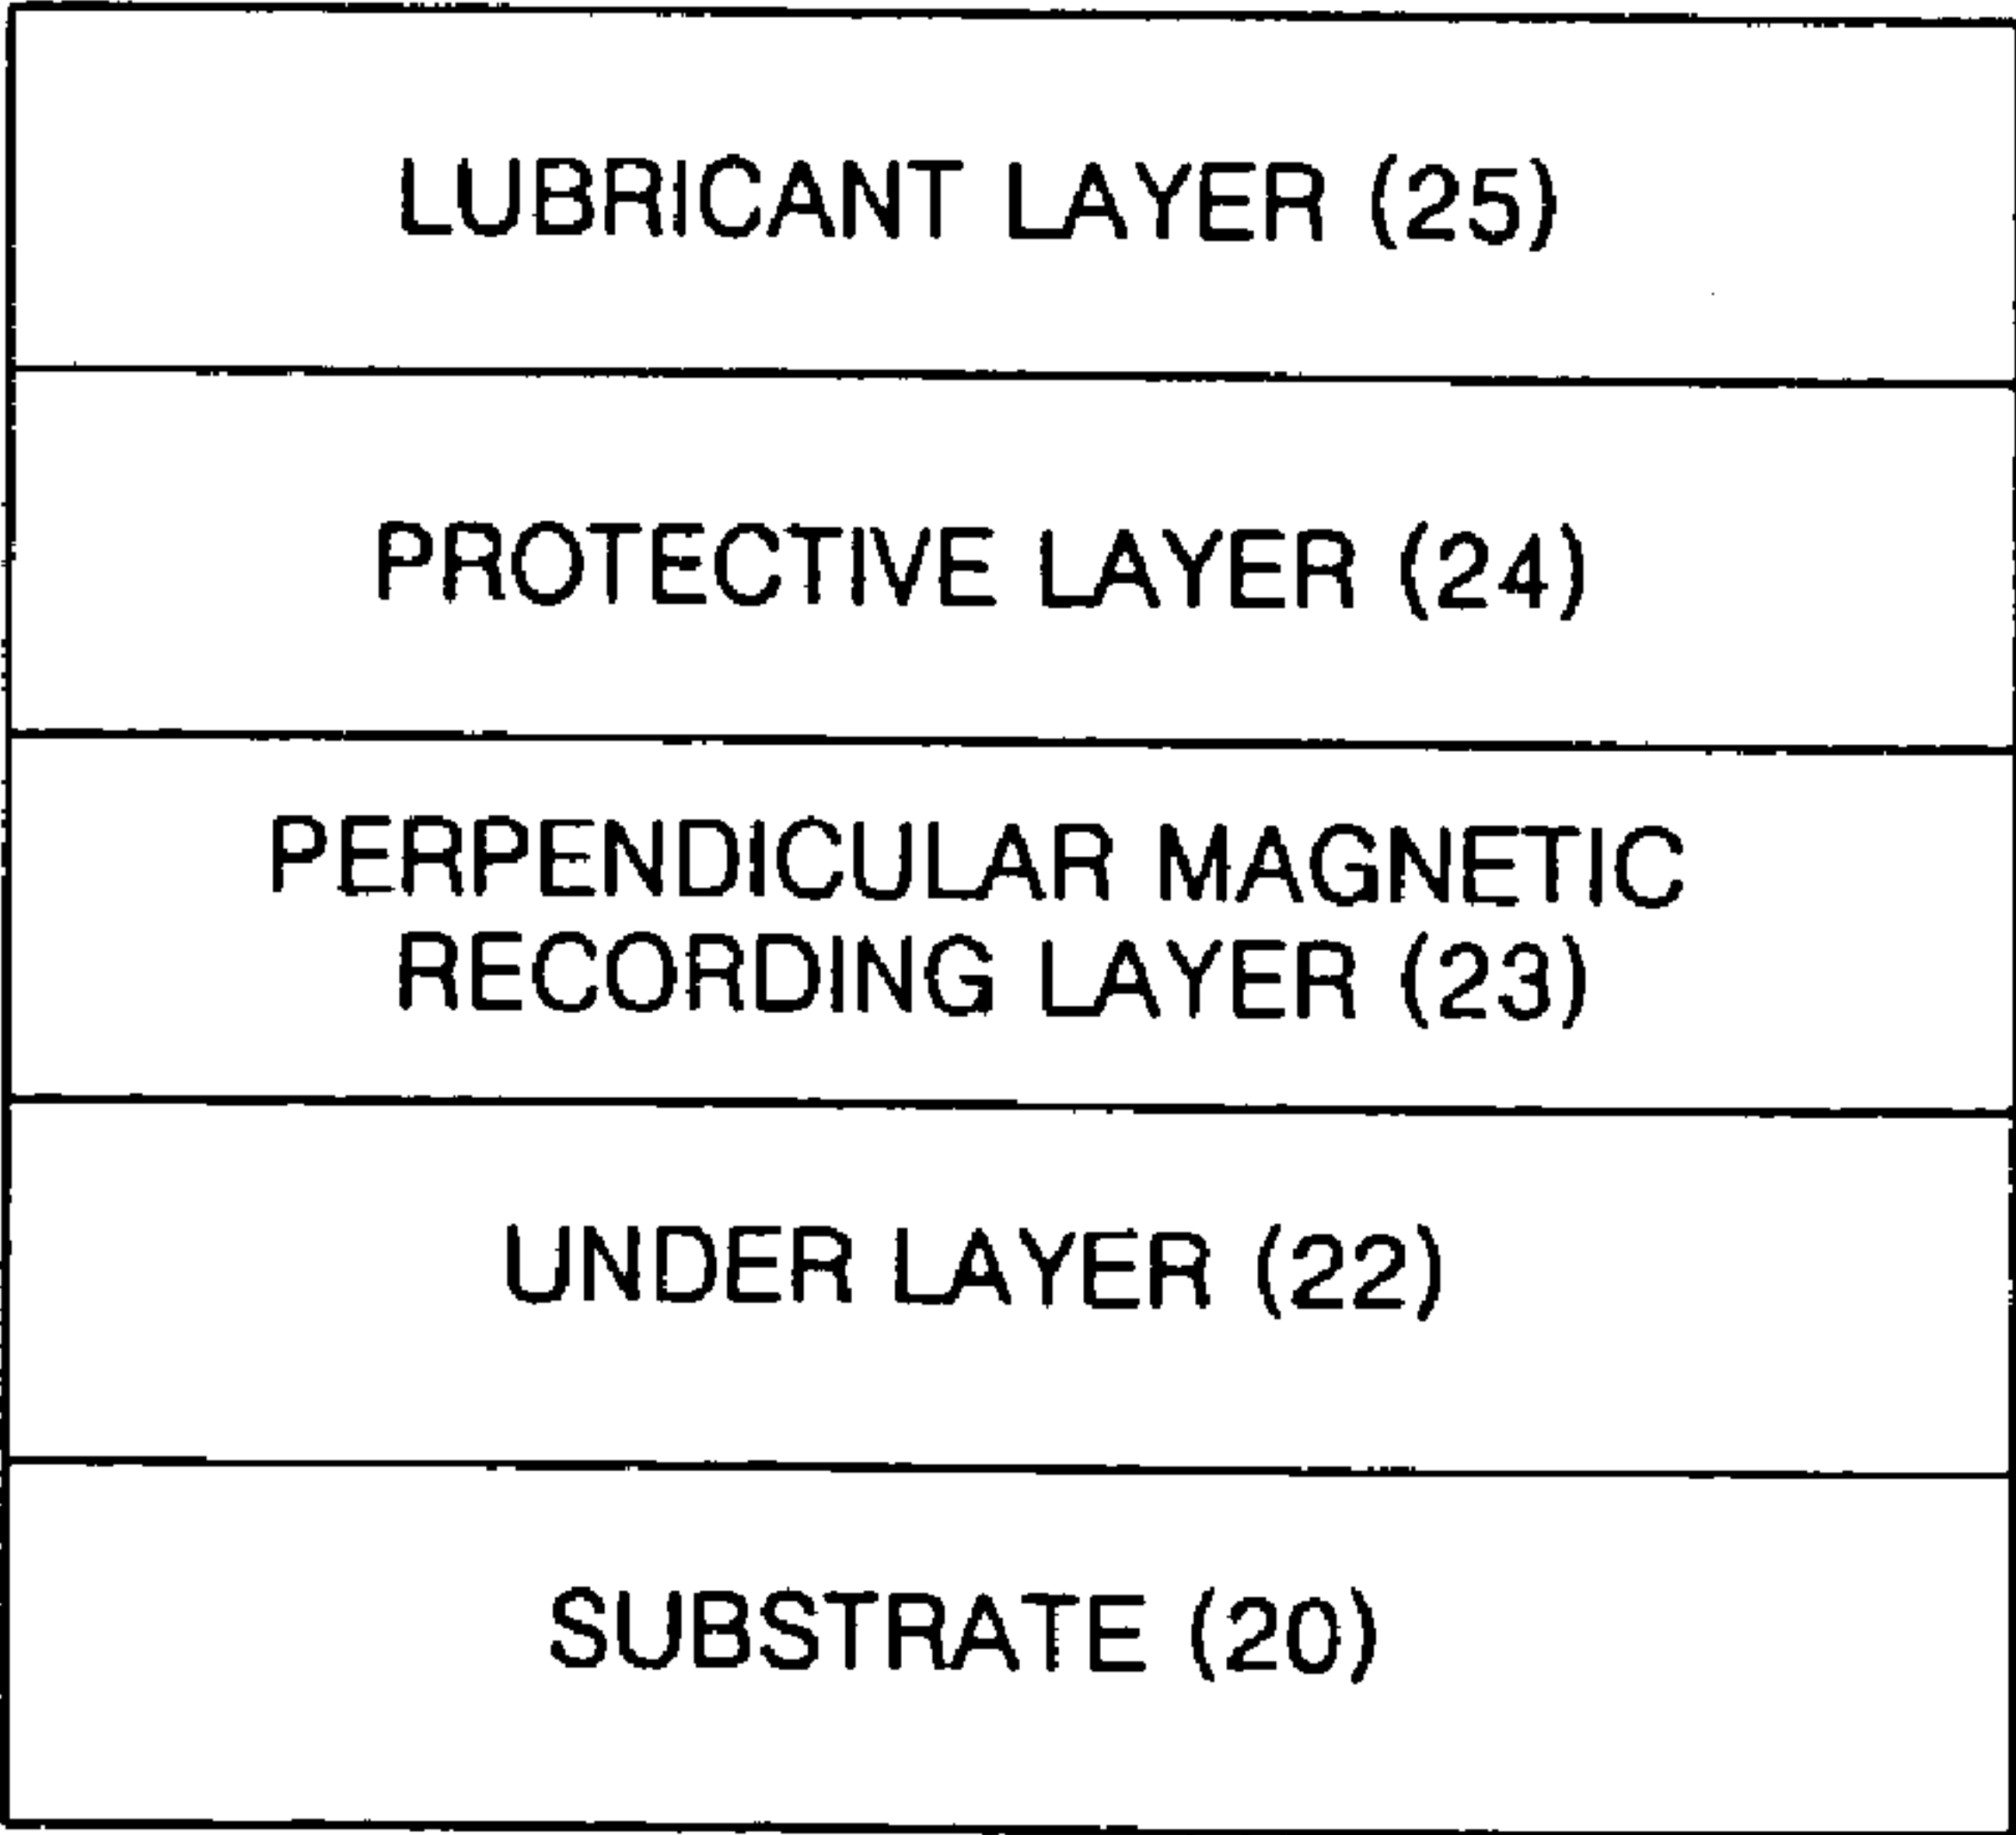 LUBRICANT LAYER (25)
PROTECTIVE LAYER (24)
PERPENDICULAR MAGNETIC
RECORDING LAYER (23)
UNDER LAYER (22)
SUBSTRATE (20)